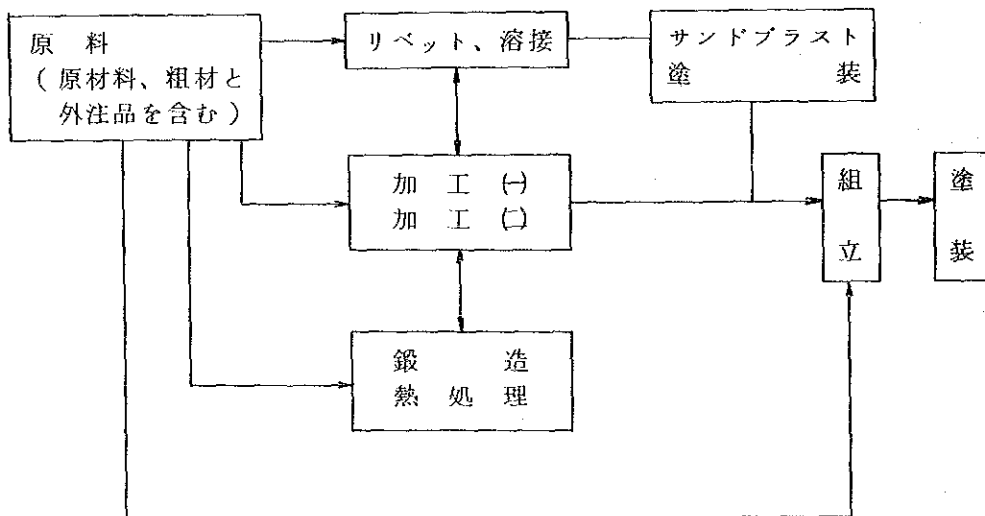 原料
(原材料、粗材と
外注品を含む)
リベット、溶接
サンドブラスト
塗装
加工㈠
加工㈡
鍛造
熱処理
組立
塗装